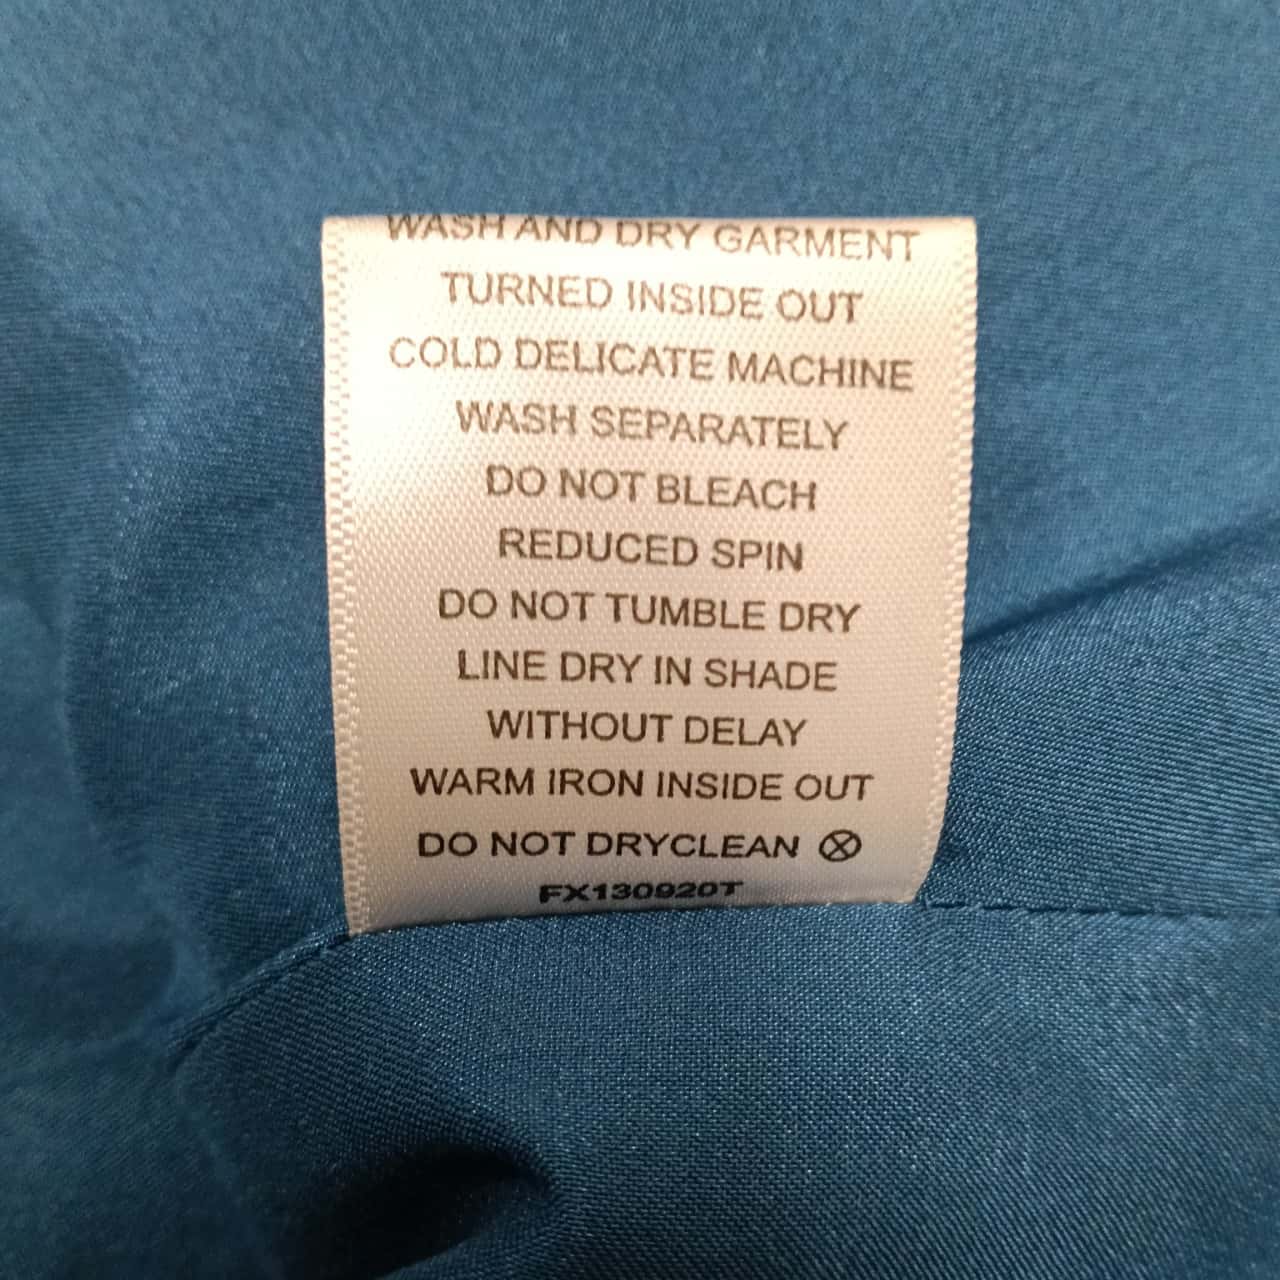 WASH AND DRY GARMENT
TURNED INSIDE OUT
COLD DELICATE MACHINE
WASH SEPARATELY
DO NOT BLEACH
REDUCED SPIN
DO NOT TUMBLE DRY
LINE DRY IN SHADE
WITHOUT DELAY
WARM IRON INSIDE OUT
DO NOT DRYCLEAN
FX130920T